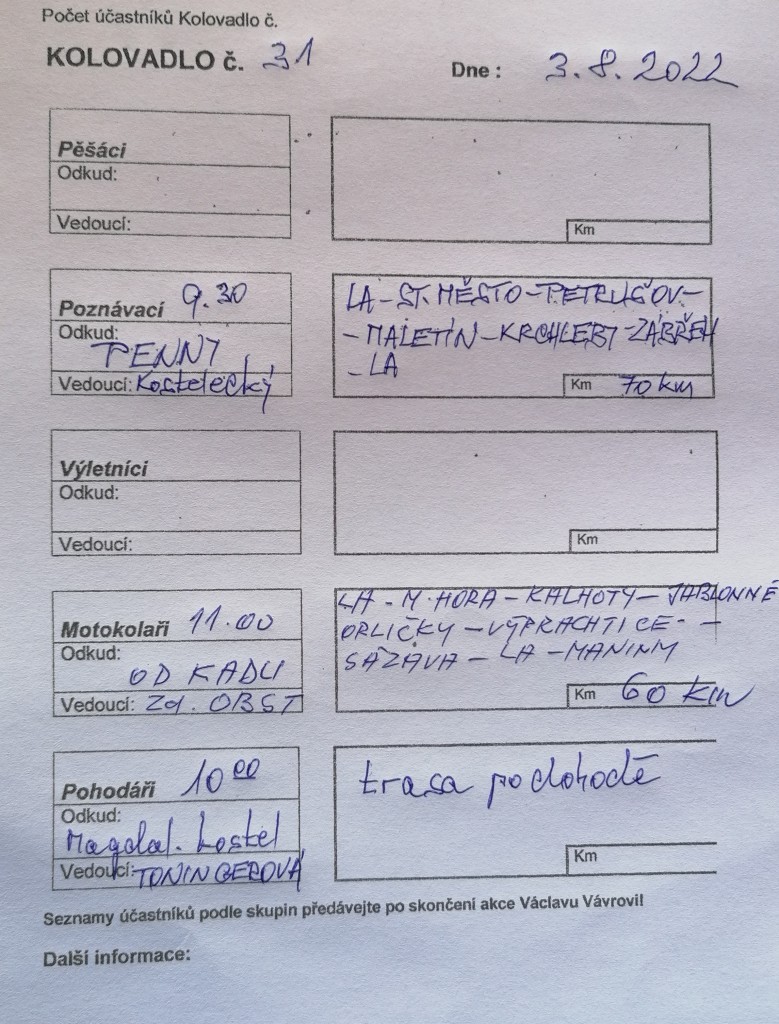 Počet účastníků Kolovadlo č.
KOLOVADLO č. 31
Dne : 3.8.2022
Pěšáci
Odkud:
Vedoucí:
Km
Poznávací 9.30
Odkud:
PENNY
Vedoucí: Kostelecký
LA-ST.MĚSTO-PETRUŠOV-
-MALETÍN-KRCHLEBY-ZÁBŘEH
-LA
Km 70 km
Výletníci
Odkud:
Vedoucí:
Km
Motokolaři 11.00
Odkud:
OD KADLI
Vedoucí: Zd. OBST
LA - M.HORA-KALHOTY-JABLONNÉ
ORLIČKY-VÝPRACHTICE- -
SÁZAVA - LA -MANINY
Km 60 km
Pohodáři 10 00
Odkud:
Magdal. kostel
Vedoucí: TONINGEROVÁ
trasa po dohodě
Km
Seznamy účastníků podle skupin předávejte po skončení akce Václavu Vávrovi!
Další informace: